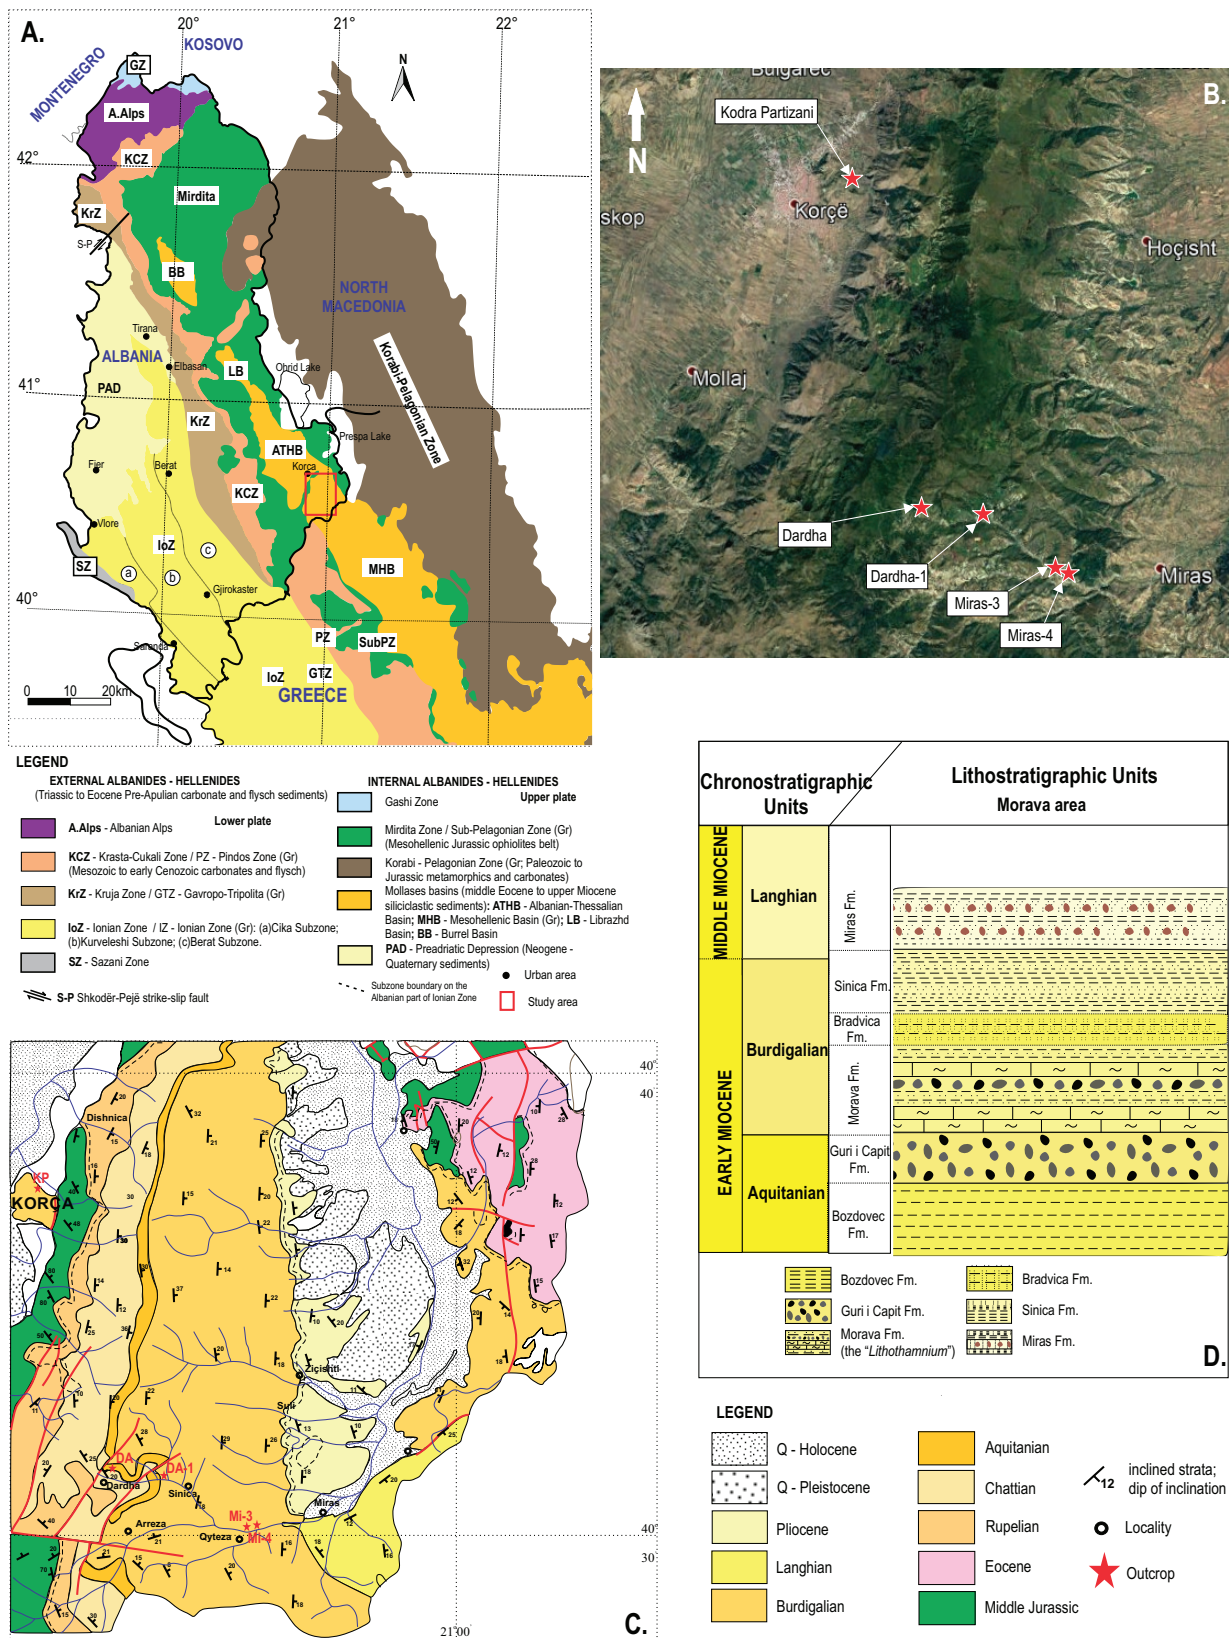 A.
20°
21°
22°
KOSOVO
MONTENEGRO
GZ
N
A.Alps
KCZ
42°
Mirdita
KrZ
S-P
BB
NORTH
MACEDONIA
Tirana
ALBANIA
Elbasan
LB
Ohrid Lake
Korabi-Pelagonian Zone
PAD
41°
KrZ
Prespa Lake
ATHB
Fier
Berat
Korca
KCZ
Vlore
IoZ
c
SZ
a
b
MHB
Gjirokaster
40°
PZ
SubPZ
Saranda
IoZ
GTZ
GREECE
0 10 20km
B.
Bulgarec
Kodra Partizani
N
skop
Korçë
Hoçisht
Mollaj
Dardha
Dardha-1
Miras
Miras-3
Miras-4
LEGEND
EXTERNAL ALBANIDES - HELLENIDES
(Triassic to Eocene Pre-Apulian carbonate and flysch sediments)
Lower plate
A.Alps - Albanian Alps
KCZ - Krasta-Cukali Zone / PZ - Pindos Zone (Gr)
(Mesozoic to early Cenozoic carbonates and flysch)
KrZ - Kruja Zone / GTZ - Gavropo-Tripolita (Gr)
IoZ - Ionian Zone / IZ - Ionian Zone (Gr): (a)Cika Subzone;
(b)Kurveleshi Subzone; (c)Berat Subzone.
SZ - Sazani Zone
S-P Shkodër-Pejë strike-slip fault
INTERNAL ALBANIDES - HELLENIDES
Upper plate
Gashi Zone
Mirdita Zone / Sub-Pelagonian Zone (Gr)
(Mesohellenic Jurassic ophiolites belt)
Korabi - Pelagonian Zone (Gr; Paleozoic to
Jurassic metamorphics and carbonates)
Mollases basins (middle Eocene to upper Miocene
siliciclastic sediments): ATHB - Albanian-Thessalian
Basin; MHB - Mesohellenic Basin (Gr); LB - Librazhd
Basin; BB - Burrel Basin
PAD - Preadriatic Depression (Neogene -
Quaternary sediments)
Urban area
Subzone boundary on the
Albanian part of Ionian Zone
Study area
Chronostratigraphic
Units
Lithostratigraphic Units
Morava area
MIDDLE MIOCENE
Langhian
Miras Fm.
EARLY MIOCENE
Burdigalian
Sinica Fm.
Bradvica
Fm.
Morava Fm.
Aquitanian
Guri i Capit
Fm.
Bozdovec
Fm.
Bozdovec Fm.
Guri i Capit Fm.
Morava Fm.
(the "Lithothamnium")
Bradvica Fm.
Sinica Fm.
Miras Fm.
D.
40°
40
Dishnica
KP
KORÇA
Ziçishti
Suli
DA
DA-1
Dardha
Sinica
Miras
Mi-3
Mi-4
Arreza
Qyteza
40°
30
21°00'
C.
LEGEND
Q - Holocene
Q - Pleistocene
Pliocene
Langhian
Burdigalian
Aquitanian
Chattian
Rupelian
Eocene
Middle Jurassic
12
inclined strata;
dip of inclination
Locality
Outcrop